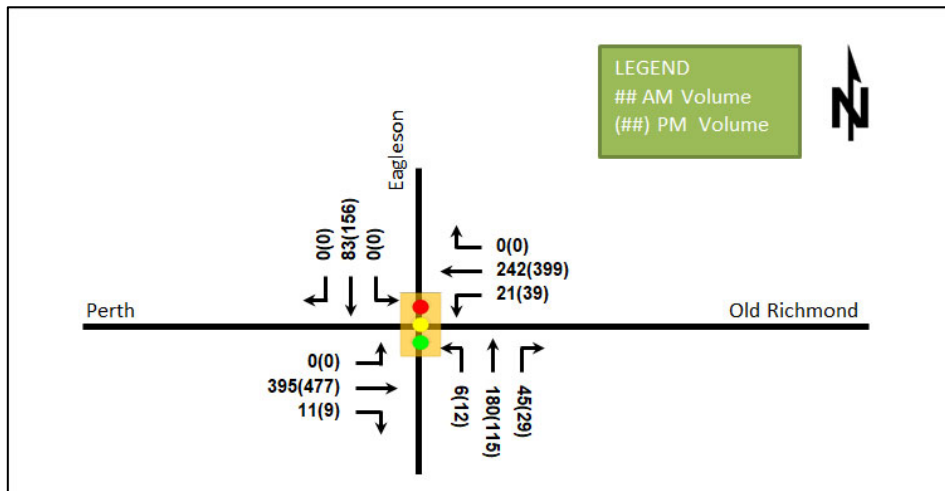 LEGEND
## AM Volume
(##) PM Volume
N
Eagleson
0(0)
83(156)
0(0)
0(0)
242(399)
21(39)
Perth
Old Richmond
0(0)
395(477)
11(9)
6(12)
180(115)
45(29)